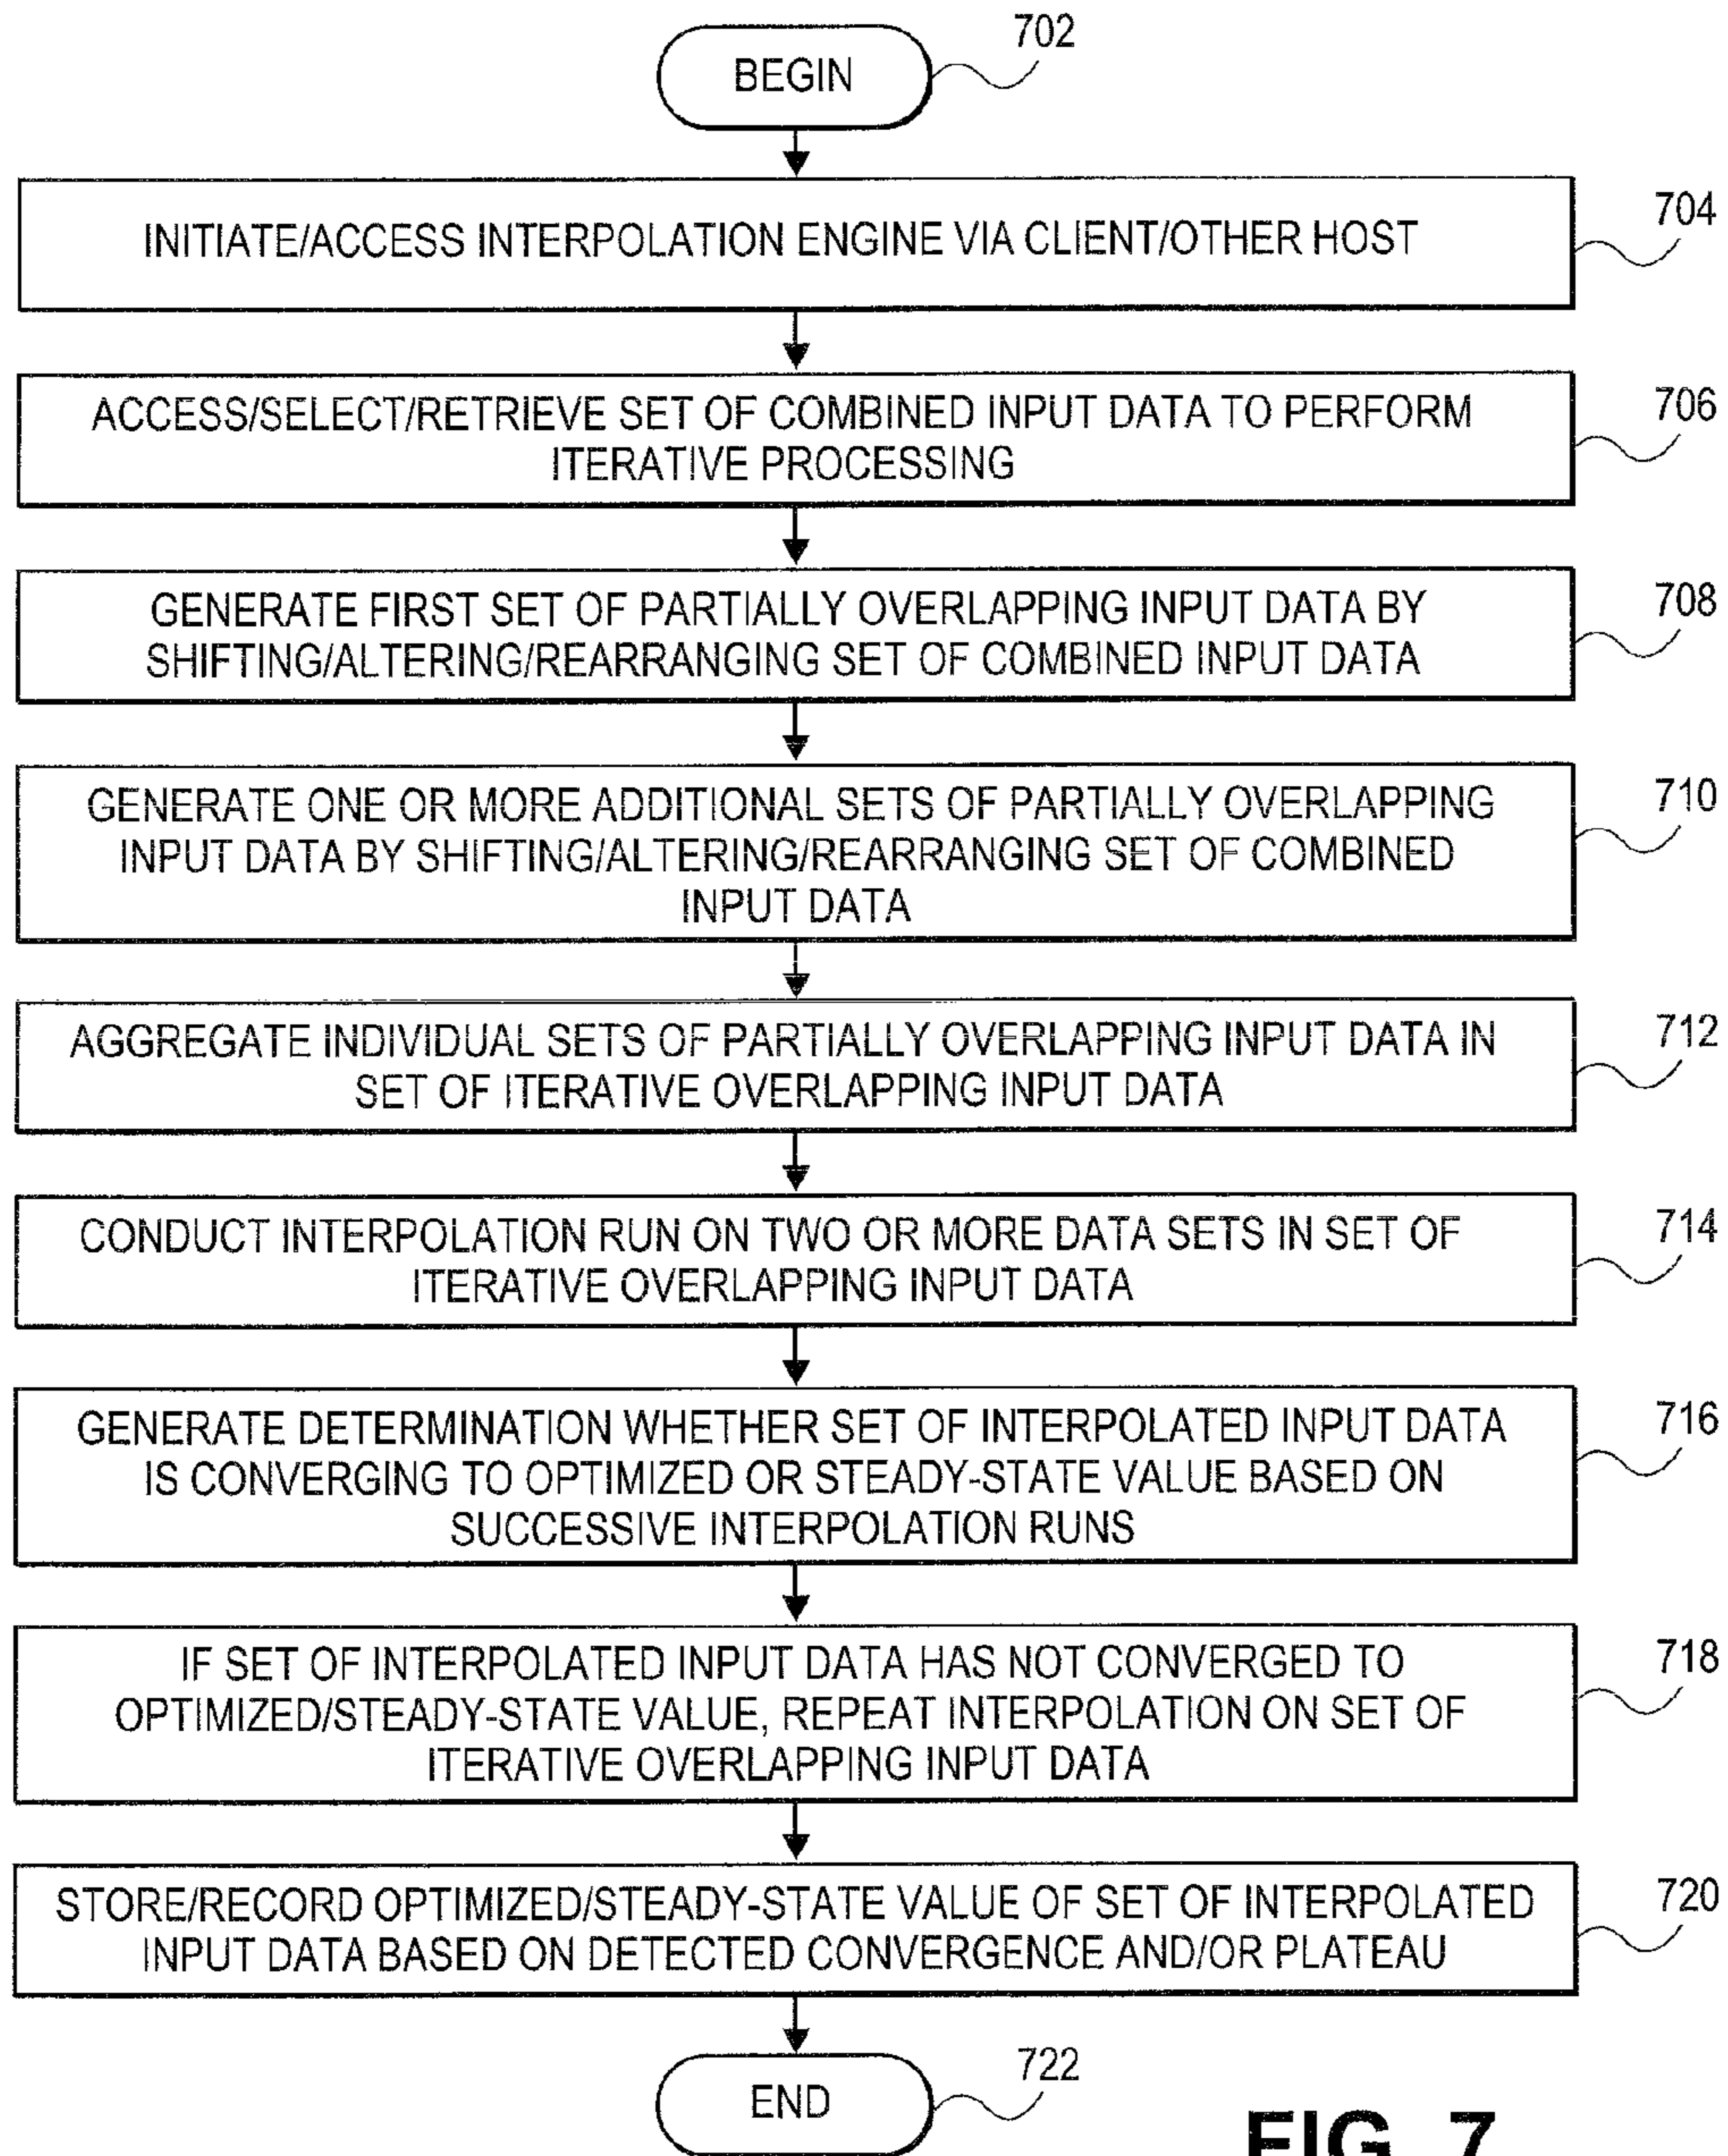 BEGIN
702
INITIATE/ACCESS INTERPOLATION ENGINE VIA CLIENT/OTHER HOST
704
ACCESS/SELECT/RETRIEVE SET OF COMBINED INPUT DATA TO PERFORM
ITERATIVE PROCESSING
706
GENERATE FIRST SET OF PARTIALLY OVERLAPPING INPUT DATA BY
SHIFTING/ALTERING/REARRANGING SET OF COMBINED INPUT DATA
708
GENERATE ONE OR MORE ADDITIONAL SETS OF PARTIALLY OVERLAPPING
INPUT DATA BY SHIFTING/ALTERING/REARRANGING SET OF COMBINED
INPUT DATA
710
AGGREGATE INDIVIDUAL SETS OF PARTIALLY OVERLAPPING INPUT DATA IN
SET OF ITERATIVE OVERLAPPING INPUT DATA
712
CONDUCT INTERPOLATION RUN ON TWO OR MORE DATA SETS IN SET OF
ITERATIVE OVERLAPPING INPUT DATA
714
GENERATE DETERMINATION WHETHER SET OF INTERPOLATED INPUT DATA
IS CONVERGING TO OPTIMIZED OR STEADY-STATE VALUE BASED ON
SUCCESSIVE INTERPOLATION RUNS
716
IF SET OF INTERPOLATED INPUT DATA HAS NOT CONVERGED TO
OPTIMIZED/STEADY-STATE VALUE, REPEAT INTERPOLATION ON SET OF
ITERATIVE OVERLAPPING INPUT DATA
718
STORE/RECORD OPTIMIZED/STEADY-STATE VALUE OF SET OF INTERPOLATED
INPUT DATA BASED ON DETECTED CONVERGENCE AND/OR PLATEAU
720
END
722
FIG. 7